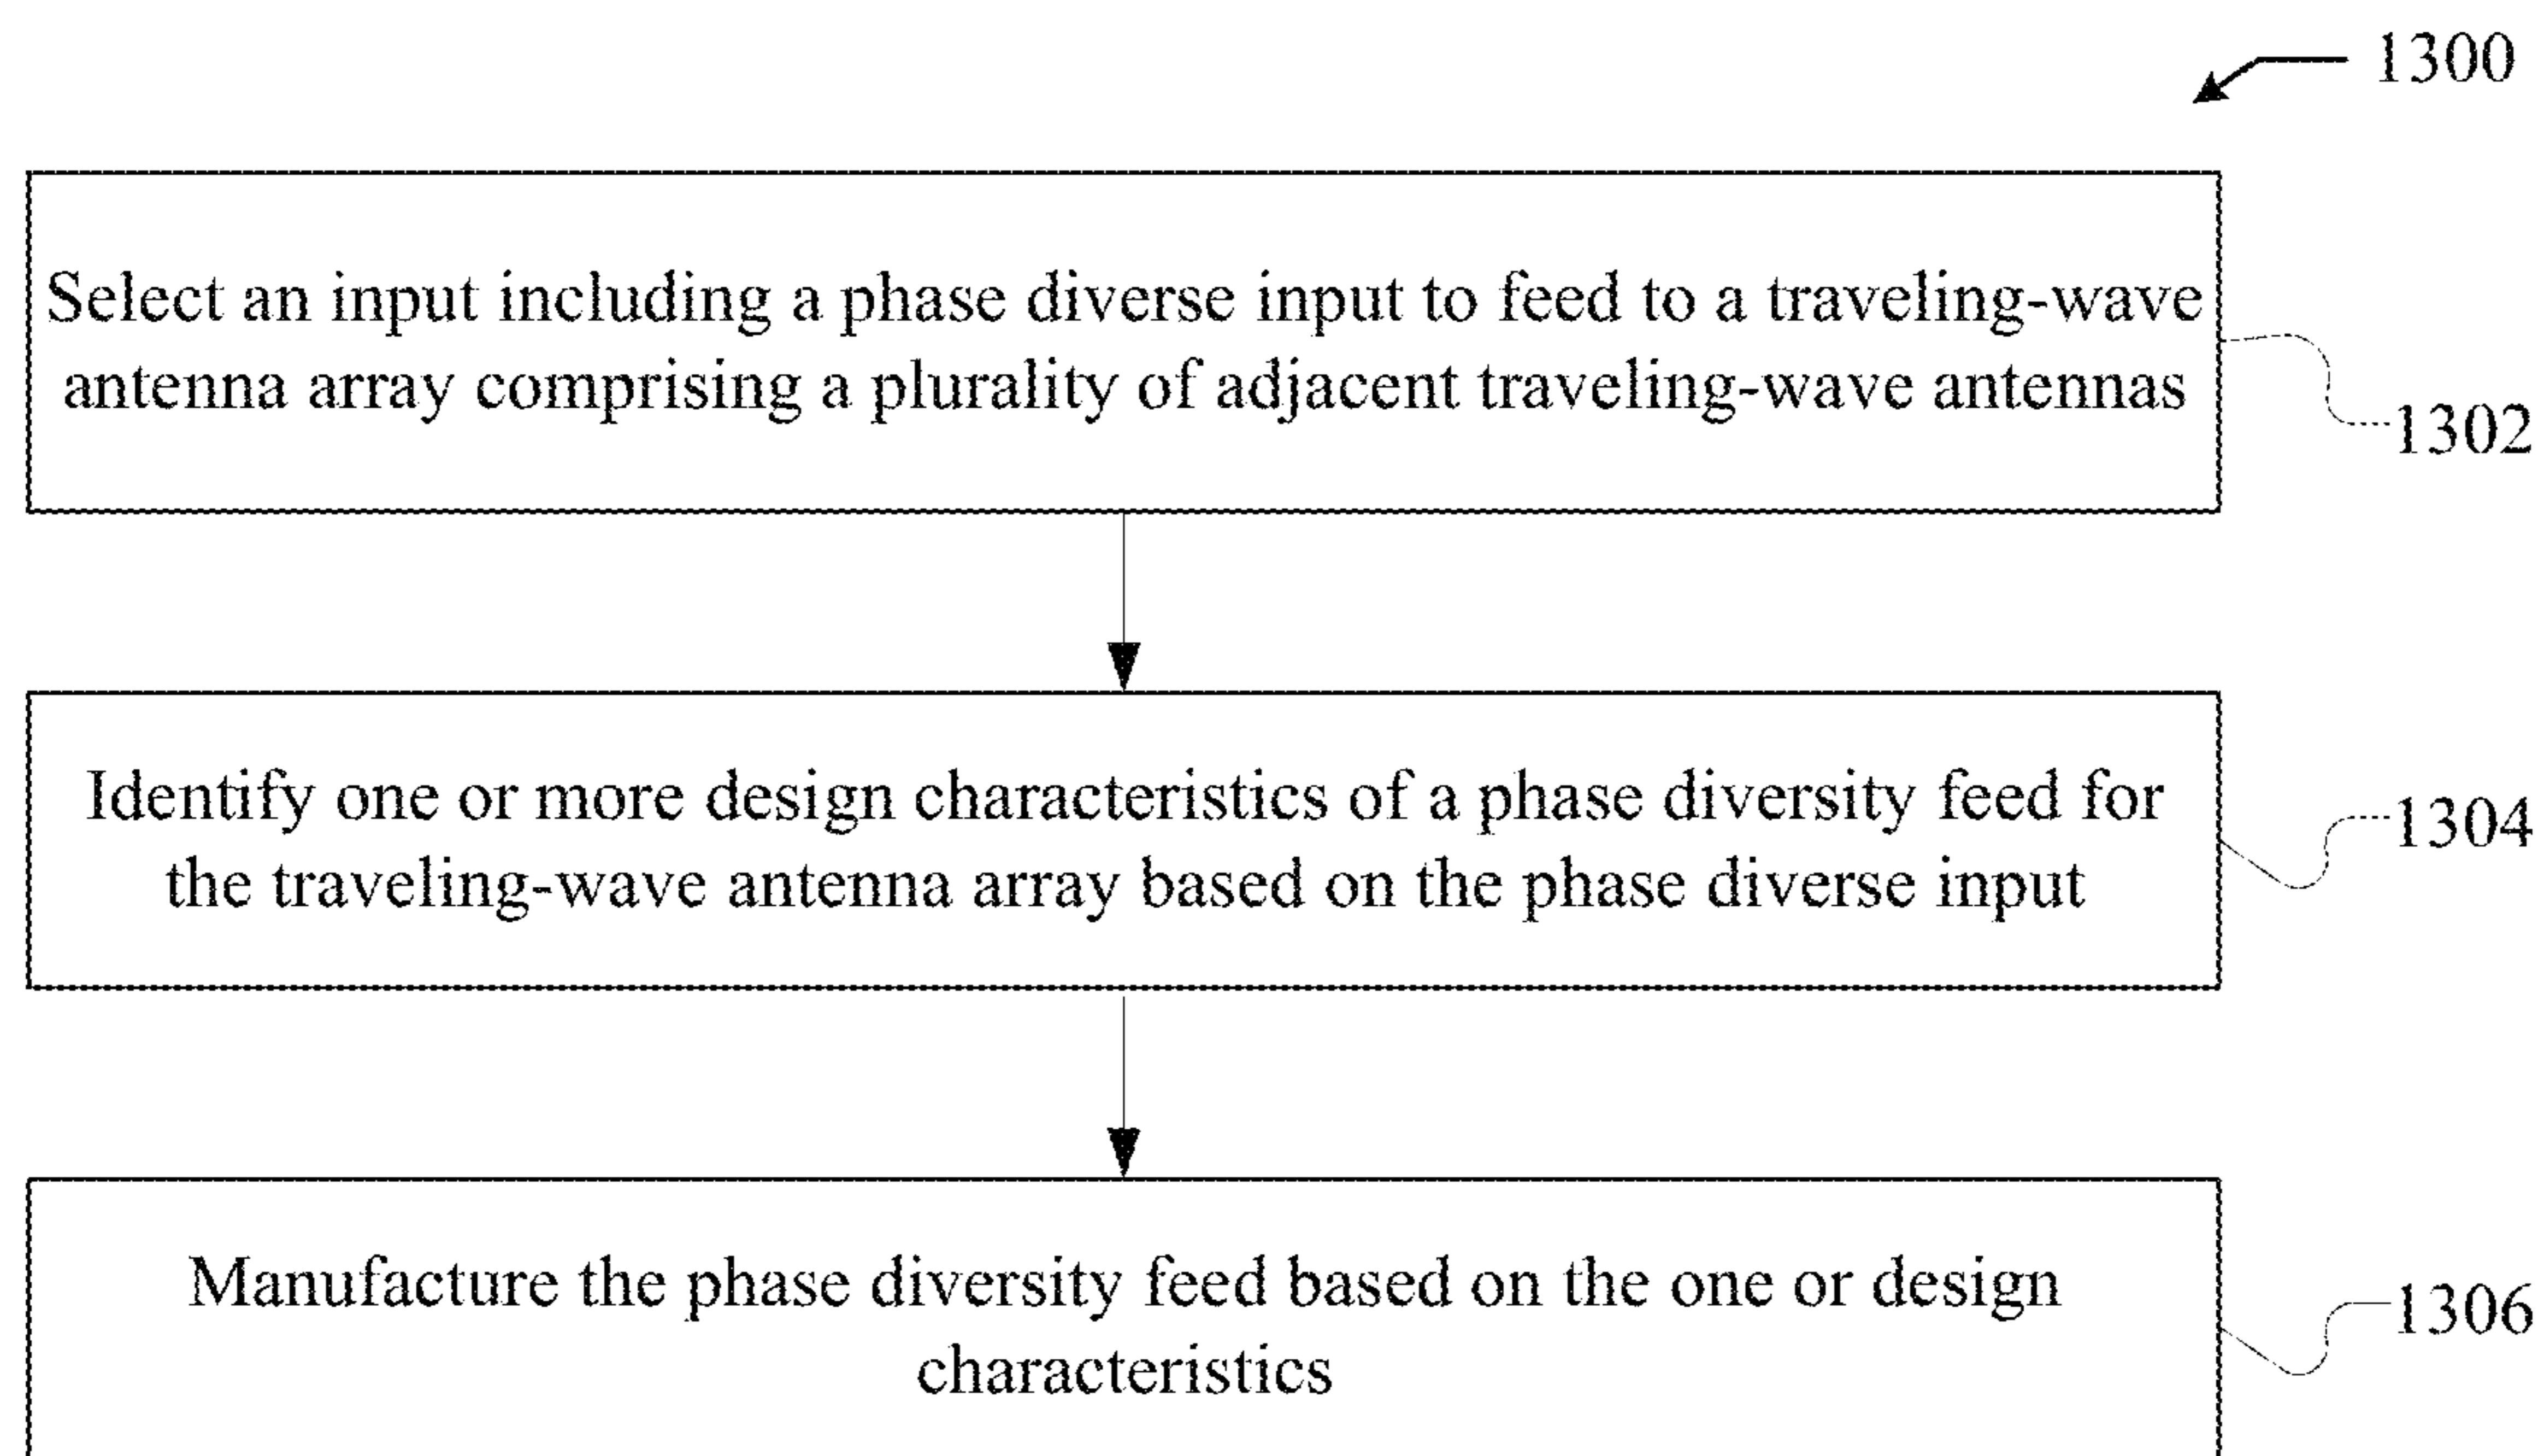 1300
Select an input including a phase diverse input to feed to a traveling-wave
antenna array comprising a plurality of adjacent traveling-wave antennas
1302
Identify one or more design characteristics of a phase diversity feed for
the traveling-wave antenna array based on the phase diverse input
1304
Manufacture the phase diversity feed based on the one or design
characteristics
1306